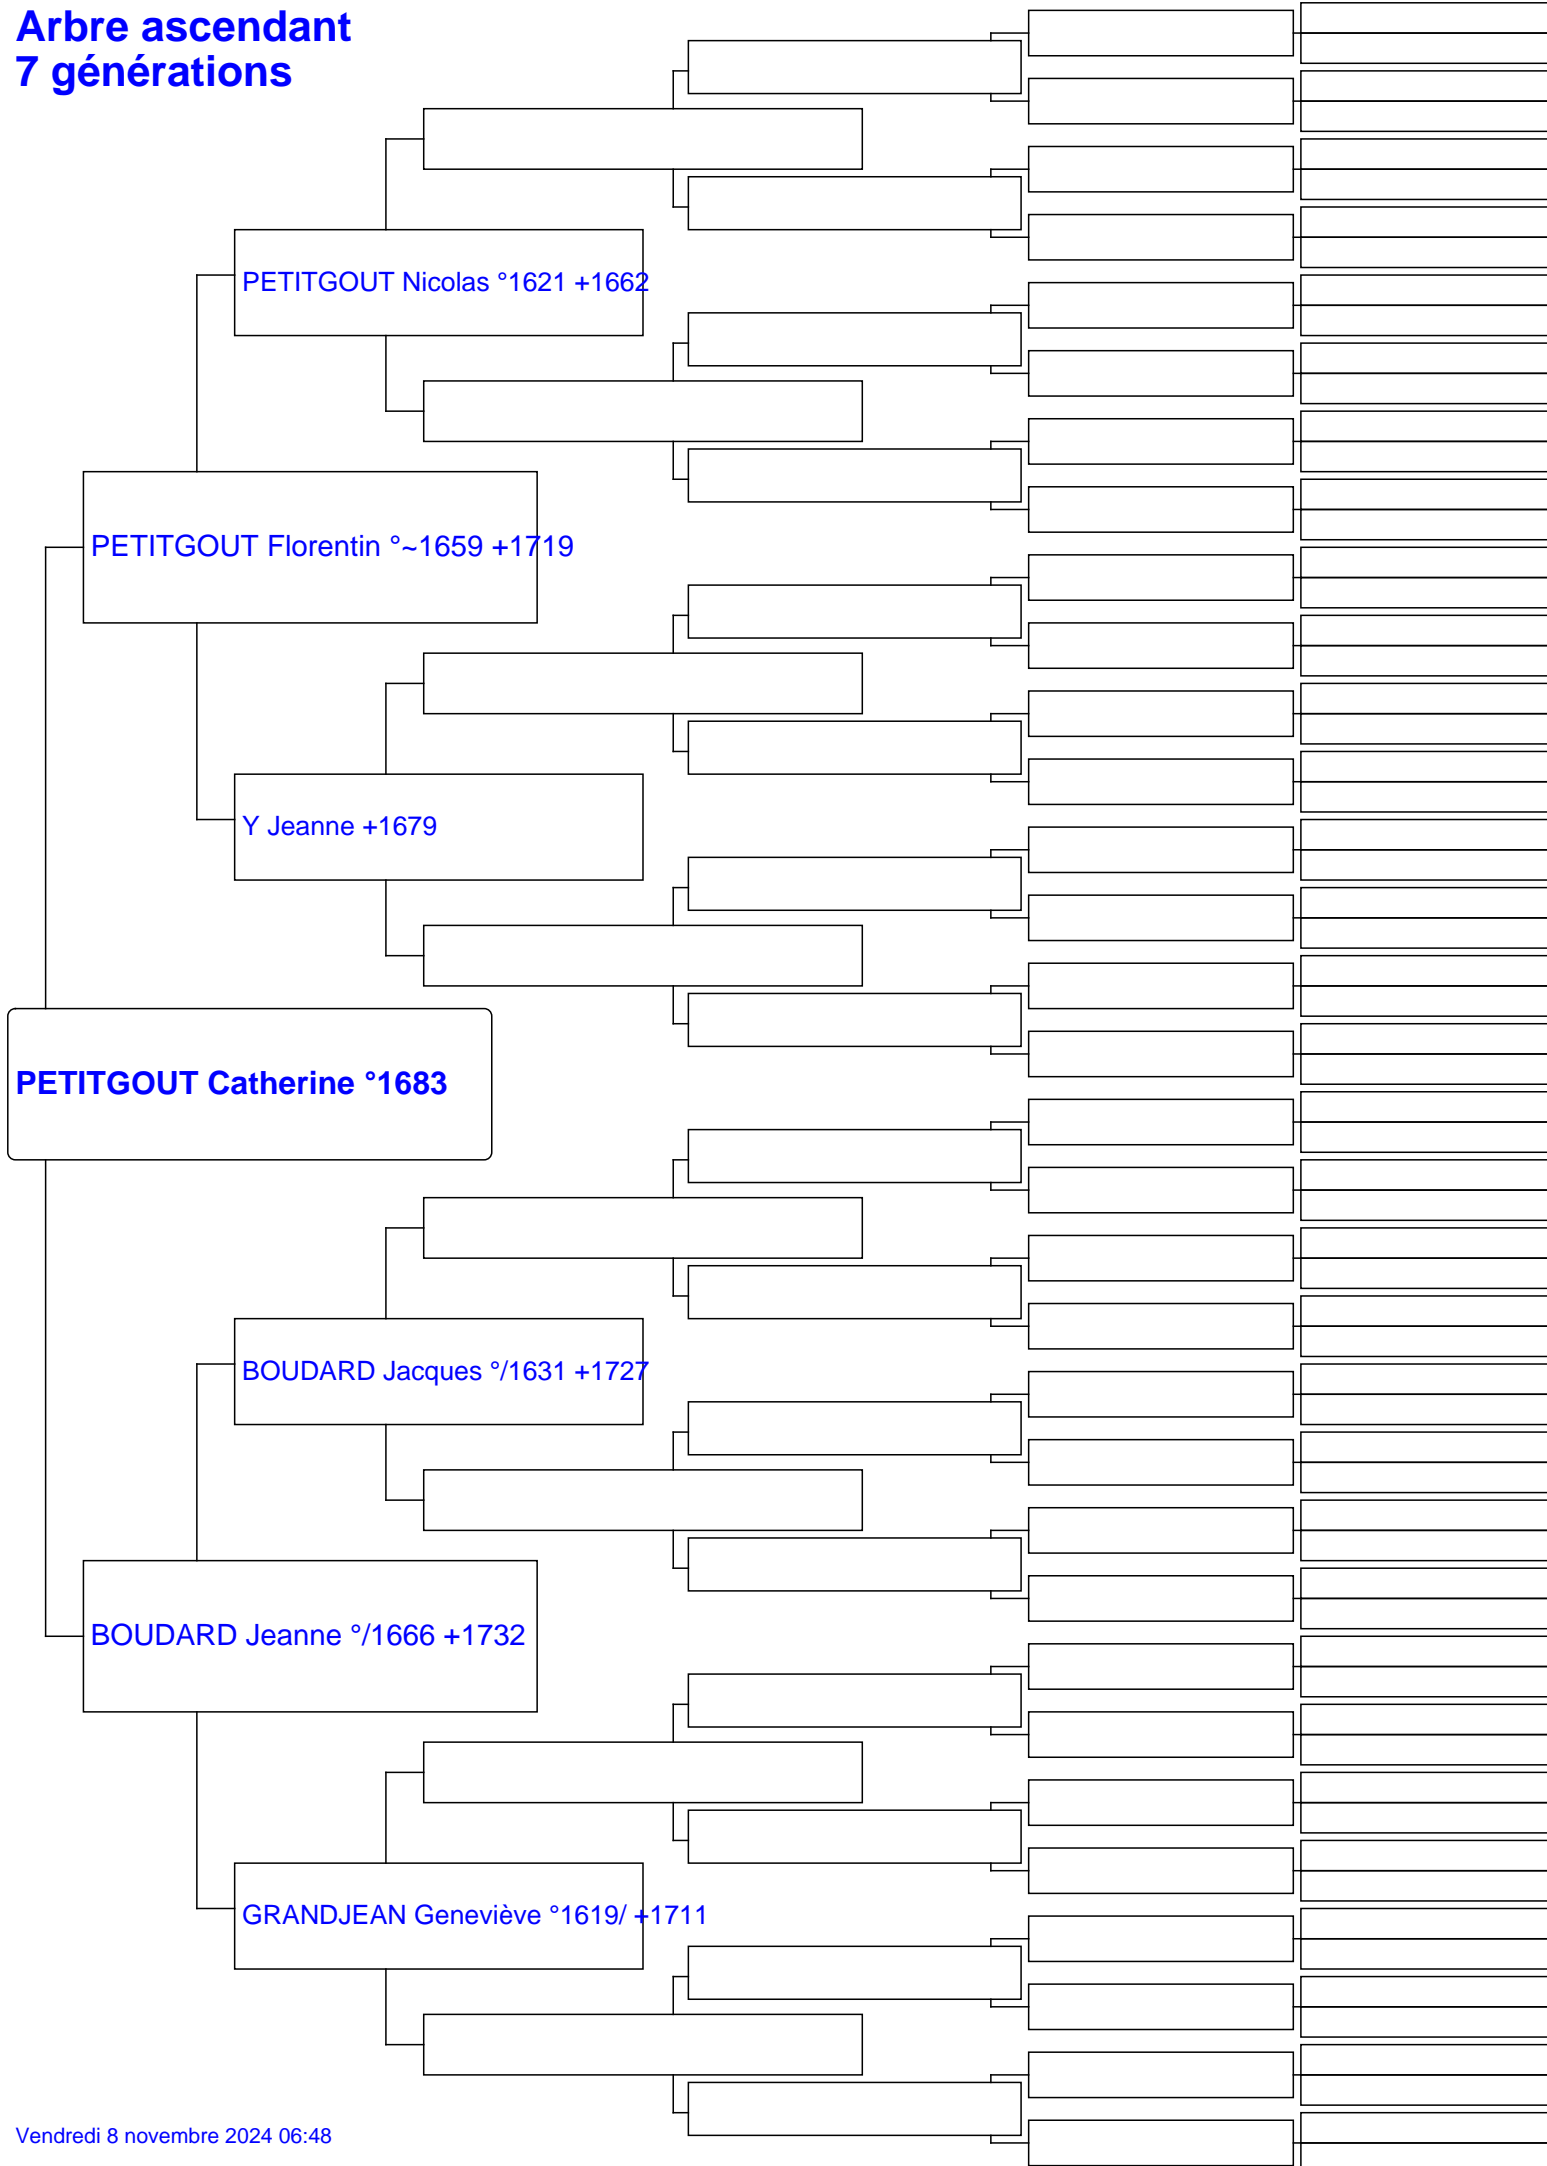 Arbre ascendant
7 générations
PETITGOUT Nicolas °1621 +1662
PETITGOUT Florentin °~1659 +1719
Y Jeanne +1679
PETITGOUT Catherine °1683
BOUDARD Jacques °/1631 +1727
BOUDARD Jeanne °/1666 +1732
GRANDJEAN Geneviève °1619/ +1711
Vendredi 8 novembre 2024 06:48